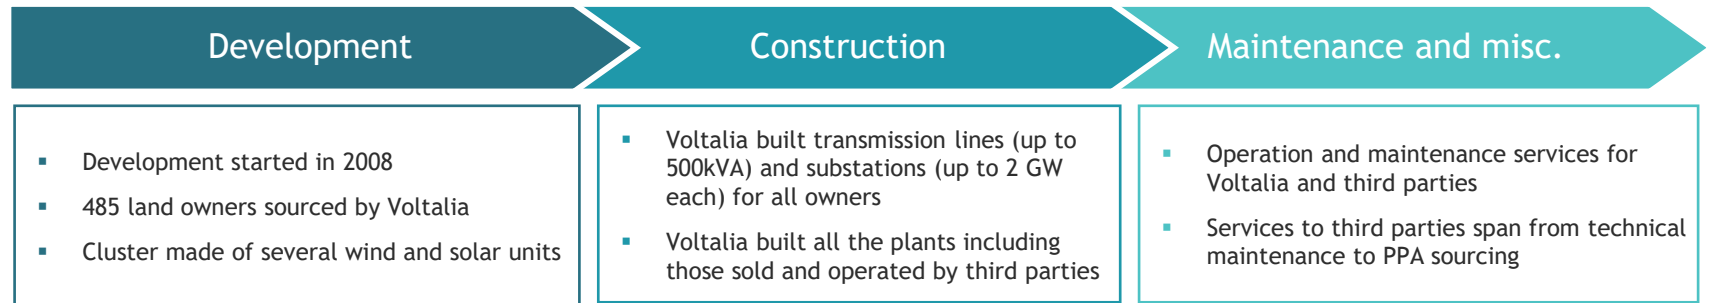 Development
Construction
Maintenance and misc.
▪ Development started in 2008
▪ 485 land owners sourced by Voltalia
▪ Cluster made of several wind and solar units
▪ Voltalia built transmission lines (up to
500kVA) and substations (up to 2 GW
each) for all owners
▪ Voltalia built all the plants including
those sold and operated by third parties
▪ Operation and maintenance services for
Voltalia and third parties
▪ Services to third parties span from technical
maintenance to PPA sourcing